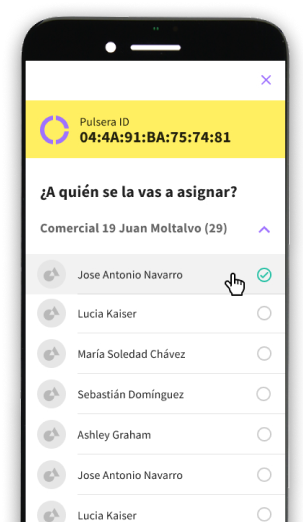 Pulsera ID
04:4A:91:BA:75:74:81
¿A quién se la vas a asignar?
Comercial 19 Juan Moltalvo (29)
Jose Antonio Navarro
Lucia Kaiser
María Soledad Chávez
Sebastián Domínguez
Ashley Graham
Jose Antonio Navarro
Lucia Kaiser